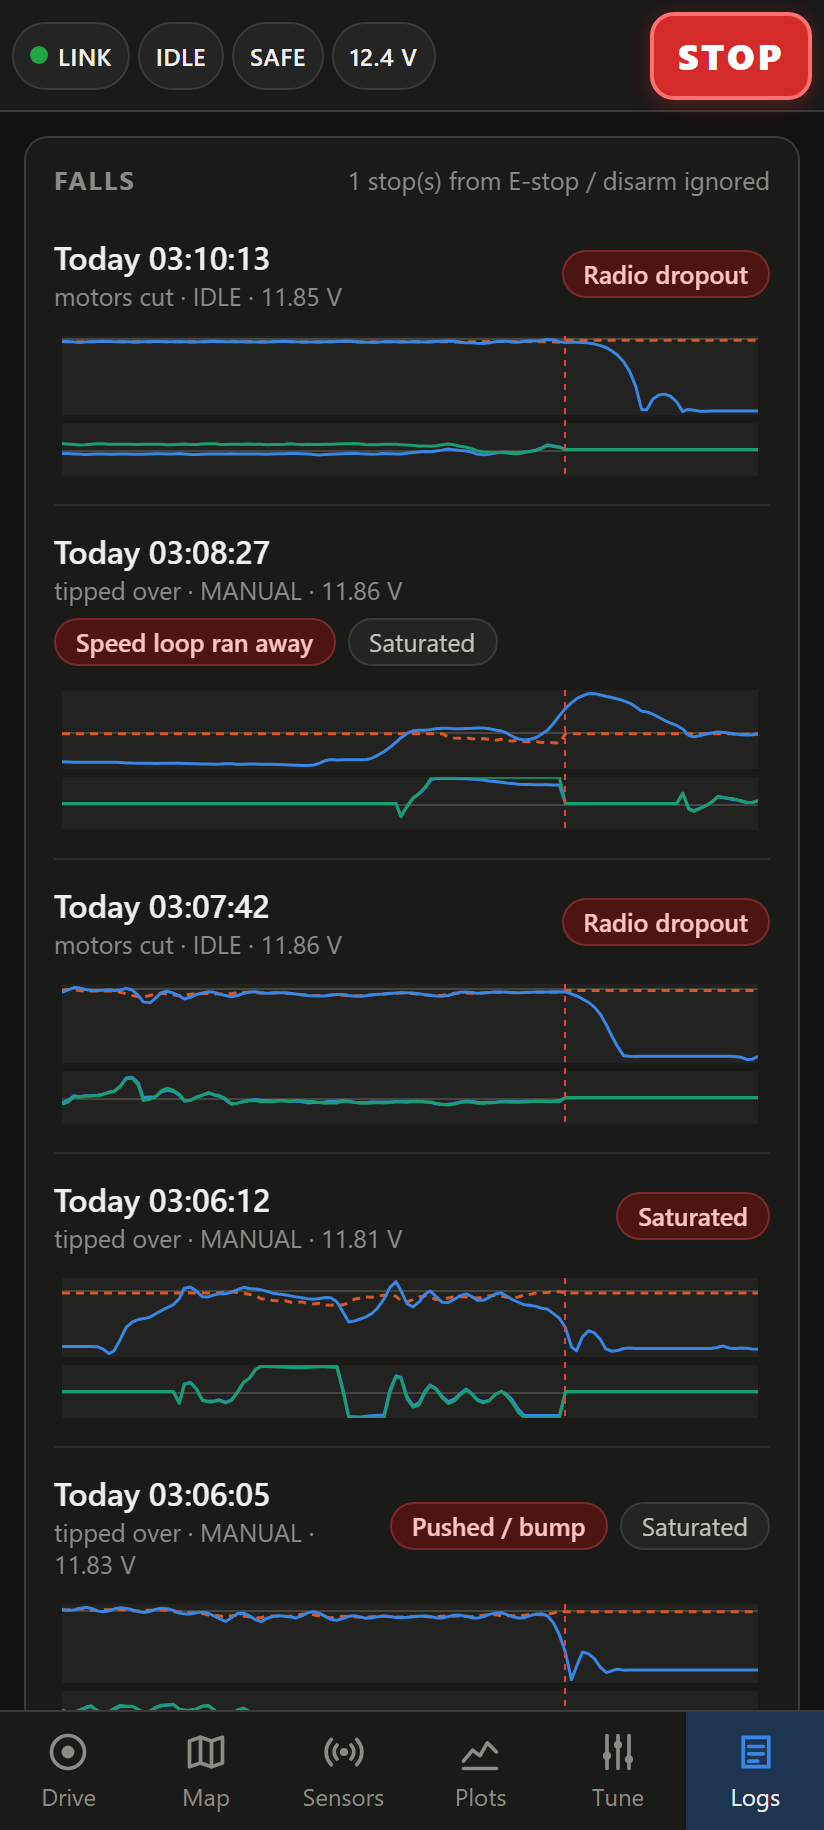 LINK IDLE SAFE 12.4 V STOP
FALLS 1 stop(s) from E-stop / disarm ignored
Today 03:10:13
motors cut · IDLE · 11.85 V
Radio dropout
Today 03:08:27
tipped over · MANUAL · 11.86 V
Speed loop ran away Saturated
Today 03:07:42
motors cut · IDLE · 11.86 V
Radio dropout
Today 03:06:12
tipped over · MANUAL · 11.81 V
Saturated
Today 03:06:05
tipped over · MANUAL ·
11.83 V
Pushed / bump Saturated
Drive Map Sensors Plots Tune Logs